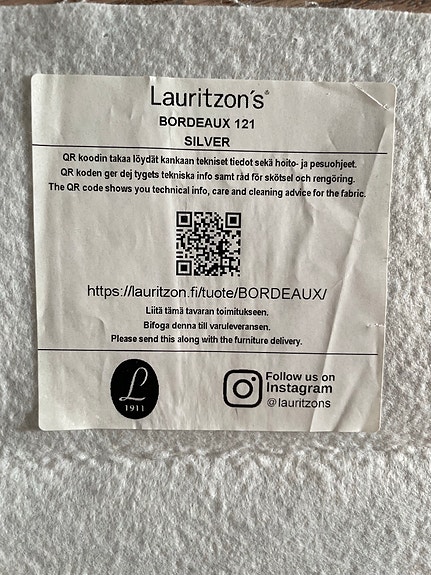 Lauritzon's®
BORDEAUX 121
SILVER
QR koodin takaa löydät kankaan tekniset tiedot sekä hoito- ja pesuohjeet.
QR koden ger dej tygets tekniska info samt råd för skötsel och rengöring.
The QR code shows you technical info, care and cleaning advice for the fabric.
https://lauritzon.fi/tuote/BORDEAUX/
Liitä tämä tavaran toimitukseen.
Bifoga denna till varuleveransen.
Please send this along with the furniture delivery.
L
1911
Follow us on
Instagram
@lauritzons